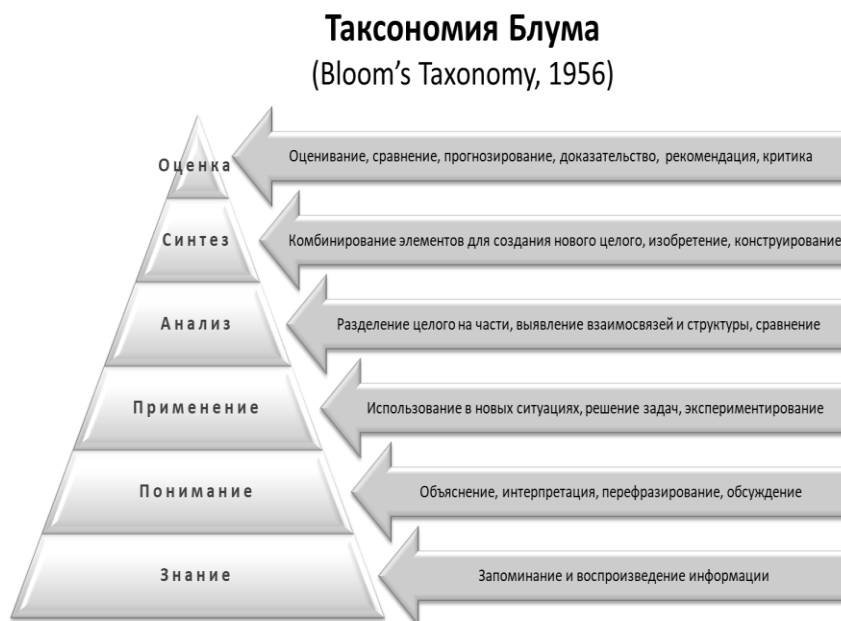 Таксономия Блума
(Bloom's Taxonomy, 1956)
Оценка
Оценивание, сравнение, прогнозирование, доказательство, рекомендация, критика
Синтез
Комбинирование элементов для создания нового целого, изобретение, конструирование
Анализ
Разделение целого на части, выявление взаимосвязей и структуры, сравнение
Применение
Использование в новых ситуациях, решение задач, экспериментирование
Понимание
Объяснение, интерпретация, перефразирование, обсуждение
Знание
Запоминание и воспроизведение информации